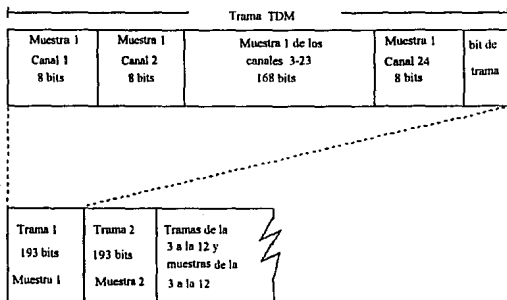 Trama TDM
Muestra 1
Canal 1
8 bits
Muestra 1
Canal 2
8 bits
Muestra 1 de los
canales 3-23
168 bits
Muestra 1
Canal 24
8 bits
bit de
trama
Trama 1
193 bits
Muestra 1
Trama 2
193 bits
Muestra 2
Tramas de la
3 a la 12 y
muestras de la
3 a la 12